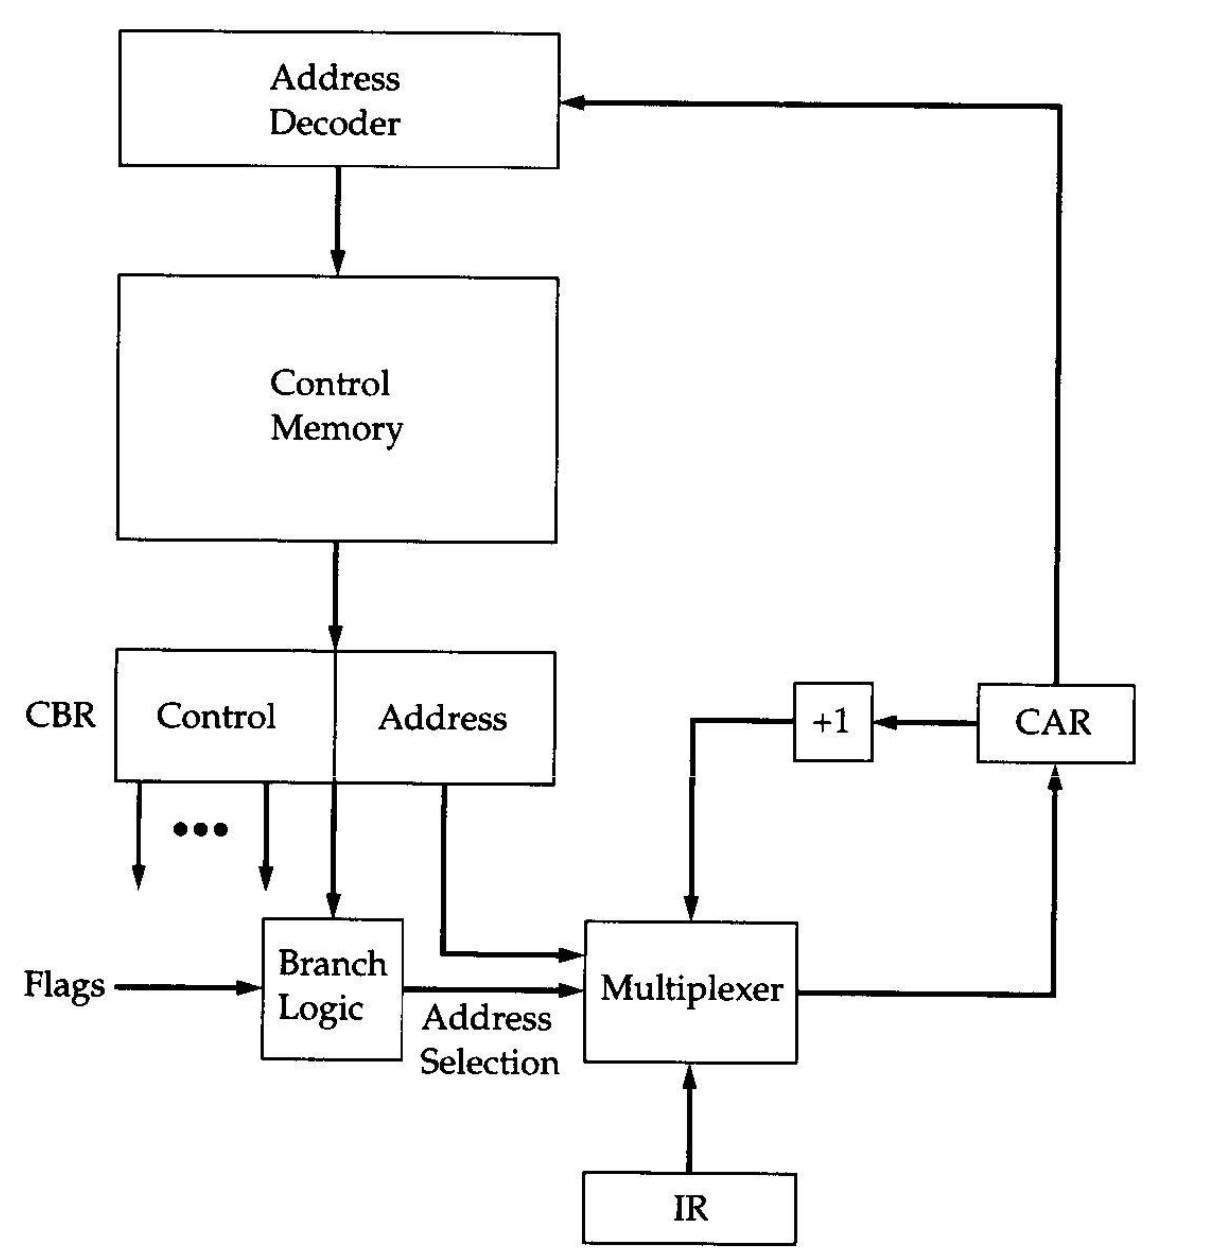 Address
Decoder
Control
Memory
CBR
Control
Address
+1
CAR
Flags
Branch
Logic
Address
Selection
Multiplexer
IR